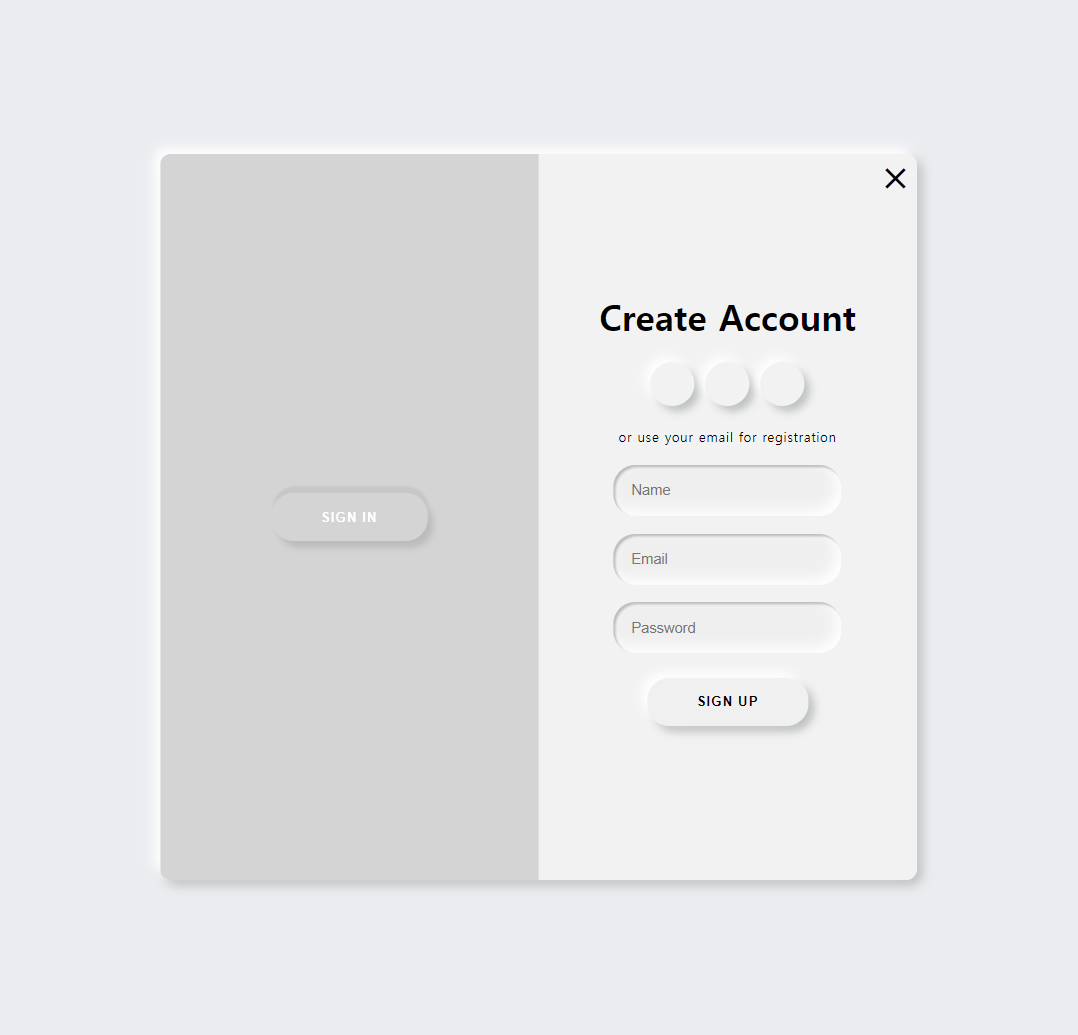 Create Account
or use your email for registration
Name
SIGN IN
Email
Password
SIGN UP